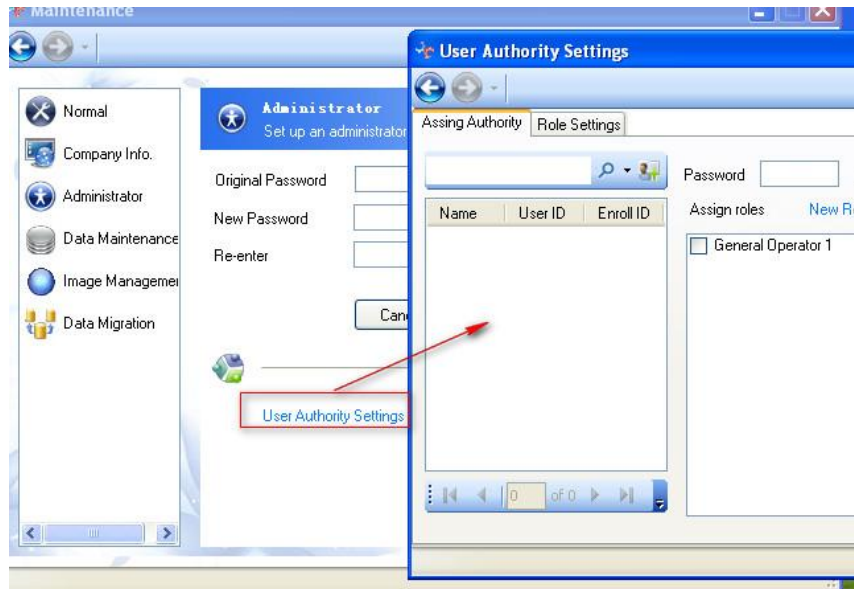 Maintenance
Normal
Company Info.
Administrator
Data Maintenance
Image Managemer
Data Migration
Administrator
Set up an administrator
Original Password
New Password
Re-enter
Canc
User Authority Settings
User Authority Settings
Assing Authority
Role Settings
Name
User ID
Enroll ID
0
of 0
Password
Assign roles
New R
General Operator 1